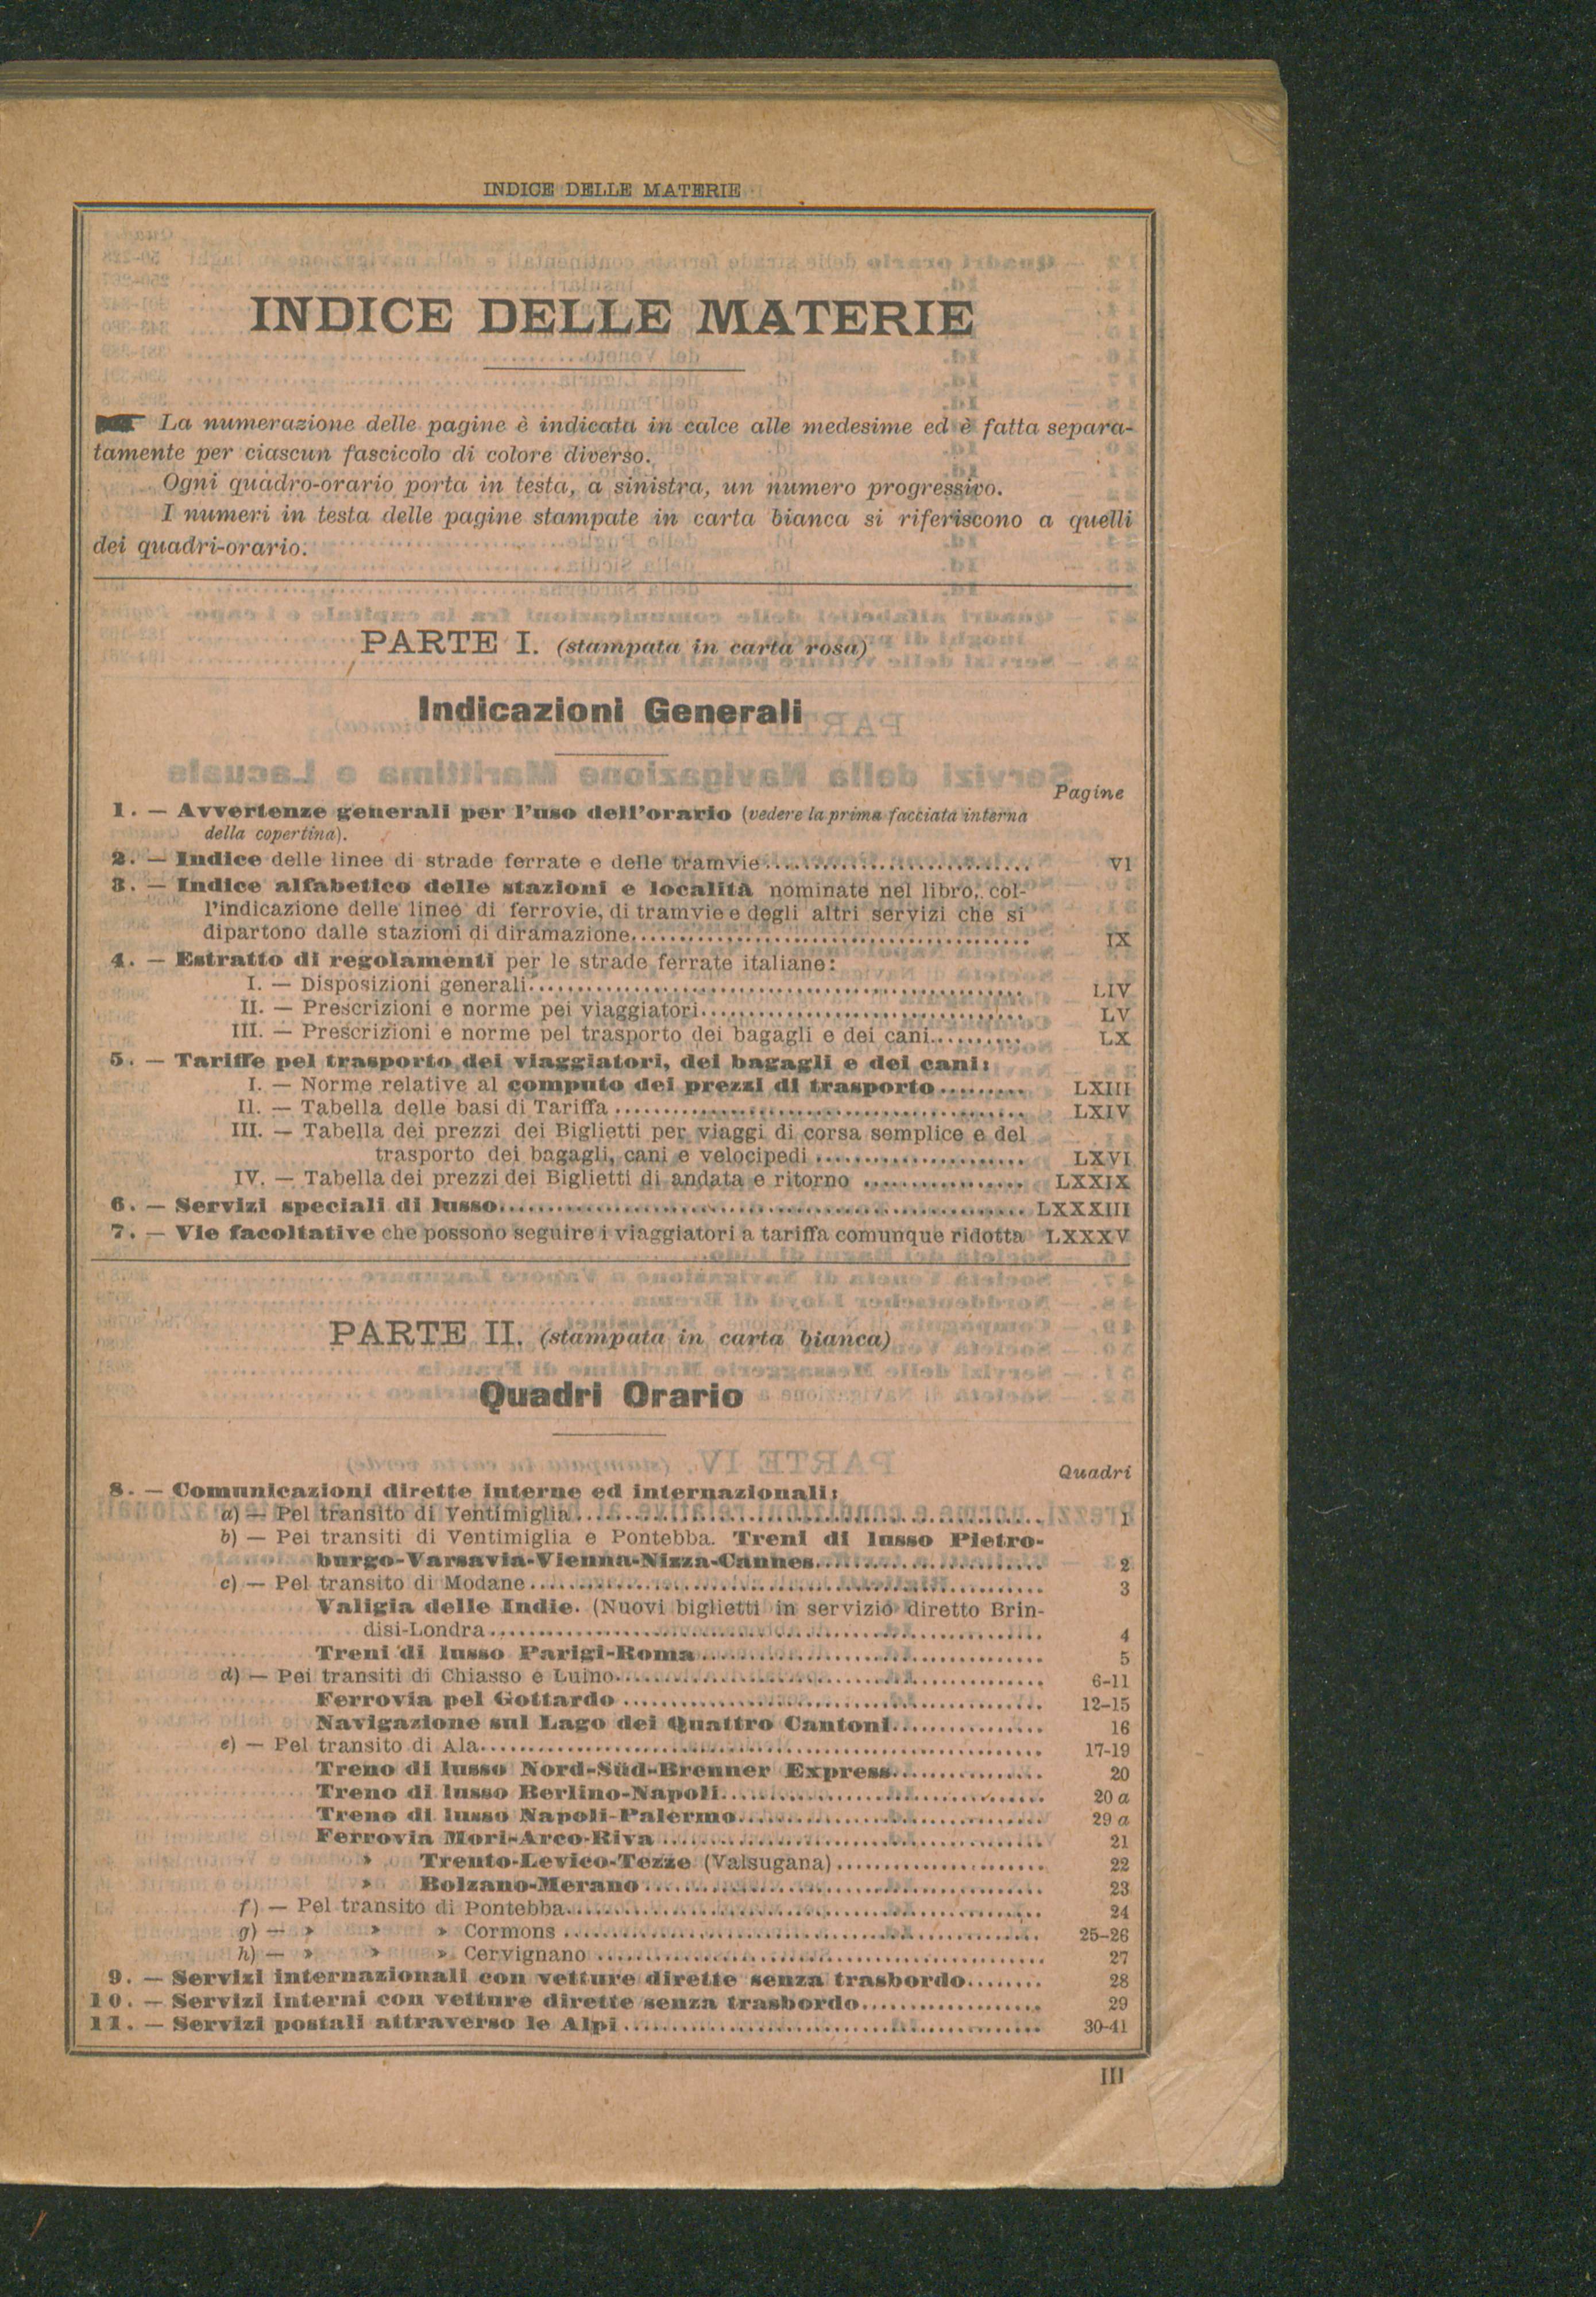 INDICE DELLE MATERIE
INDICE DELLE MATERIE
La numerazione delle pagine è indicata in calce alle medesime ed è fatta separa-
tamente per ciascun fascicolo di colore diverso.
Ogni quadro-orario porta in testa, a sinistra, un numero progressivo.
I numeri in testa delle pagine stampate in carta bianca si riferiscono a quelli
dei quadri-orario.
PARTE I. (stampata in carta rosa)
Indicazioni Generali
Pagine
1. — Avvertenze generali per l'uso dell'orario (vedere la prima facciata interna
della copertina).
2. — Indice delle linee di strade ferrate e delle tramvie.............................. VI
3. — Indice alfabetico delle stazioni e località nominate nel libro, col-
l'indicazione delle linee di ferrovie, di tramvie e degli altri servizi che si
dipartono dalle stazioni di diramazione.............................. IX
4. — Estratto di regolamenti per le strade ferrate italiane:
I. — Disposizioni generali.............................. LIV
II. — Prescrizioni e norme pei viaggiatori.............................. LV
III. — Prescrizioni e norme pel trasporto dei bagagli e dei cani.......... LX
5. — Tariffe pel trasporto dei viaggiatori, dei bagagli e dei cani:
I. — Norme relative al computo dei prezzi di trasporto......... LXIII
II. — Tabella delle basi di Tariffa.............................. LXIV
III. — Tabella dei prezzi dei Biglietti per viaggi di corsa semplice e del
trasporto dei bagagli, cani e velocipedi...................... LXVI
IV. — Tabella dei prezzi dei Biglietti di andata e ritorno ................. LXXIX
6. — Servizi speciali di lusso.............................. LXXXIII
7. — Vie facoltative che possono seguire i viaggiatori a tariffa comunque ridotta LXXXV
PARTE II. (stampata in carta bianca)
Quadri Orario
Quadri
8. — Comunicazioni dirette interne ed internazionali:
a) — Pel transito di Ventimiglia.............................. 1
b) — Pei transiti di Ventimiglia e Pontebba. Treni di lusso Pietro-
burgo-Varsavia-Vienna-Nizza-Cannes........................ 2
c) — Pel transito di Modane.............................. 3
Valigia delle Indie. (Nuovi biglietti in servizio diretto Brin-
disi-Londra.............................. 4
Treni di lusso Parigi-Roma.............................. 5
d) — Pei transiti di Chiasso e Luino.............................. 6-11
Ferrovia pel Gottardo.............................. 12-15
Navigazione sul Lago dei Quattro Cantoni................ 16
e) — Pel transito di Ala.............................. 17-19
Treno di lusso Nord-Süd-Brenner Express................ 20
Treno di lusso Berlino-Napoli.............................. 20 a
Treno di lusso Napoli-Palermo.............................. 29 a
Ferrovia Mori-Arco-Riva.............................. 21
» Trento-Levico-Tezze (Valsugana)...................... 22
» Bolzano-Merano.............................. 23
f) — Pel transito di Pontebba.............................. 24
g) — » » » Cormons.............................. 25-26
h) — » » » Cervignano.............................. 27
9. — Servizi internazionali con vetture dirette senza trasbordo........ 28
10. — Servizi interni con vetture dirette senza trasbordo................... 29
11. — Servizi postali attraverso le Alpi.............................. 30-41
III